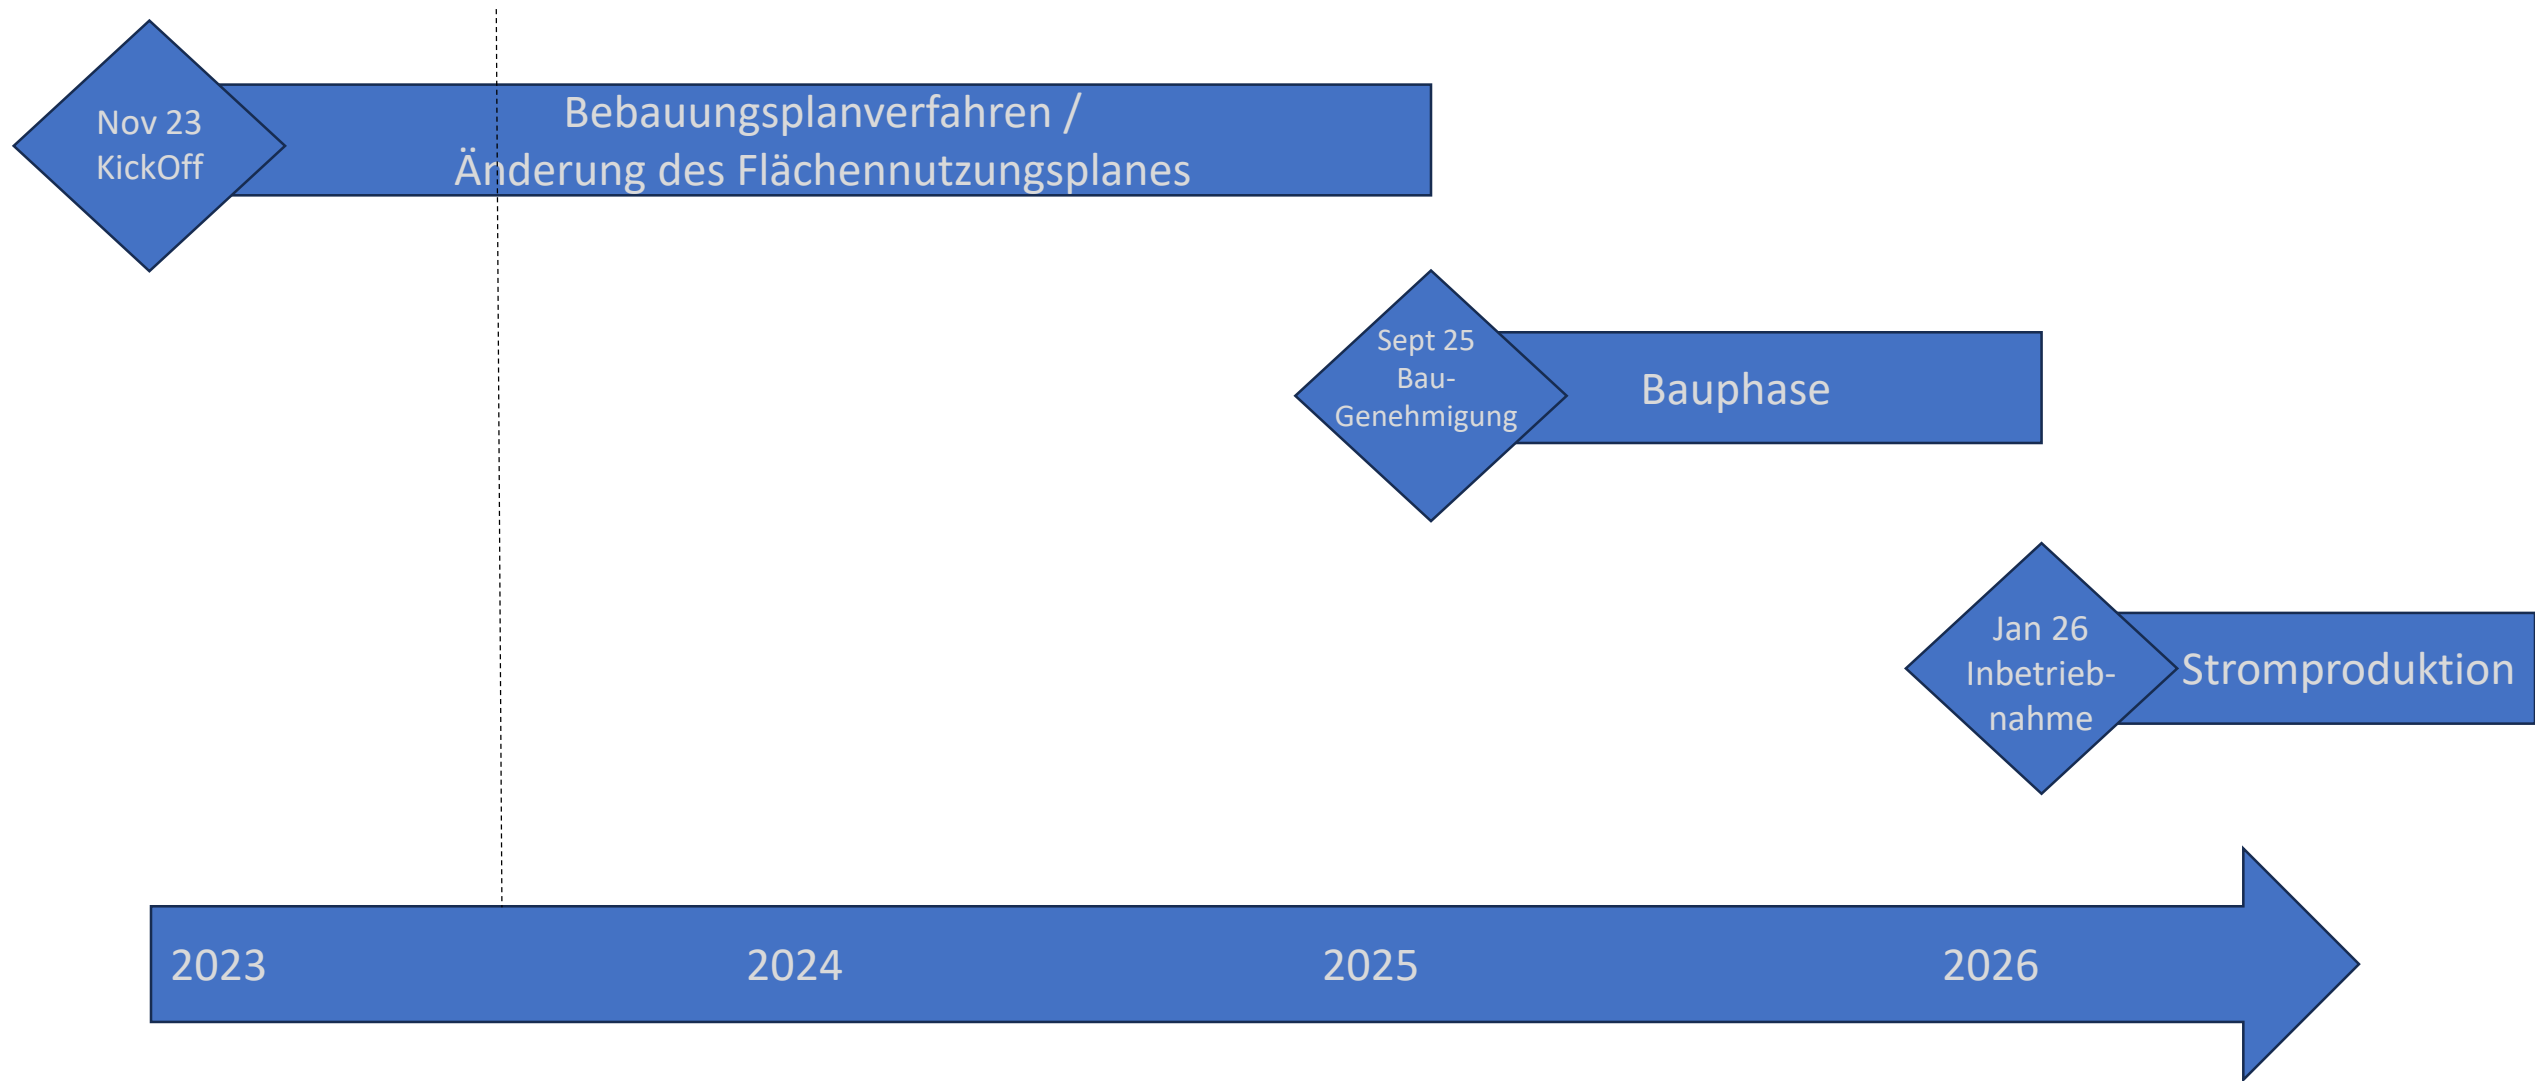 Nov 23
KickOff
Bebauungsplanverfahren /
Änderung des Flächennutzungsplanes
Sept 25
Bau-
Genehmigung
Bauphase
Jan 26
Inbetrieb-
nahme
Stromproduktion
2023
2024
2025
2026